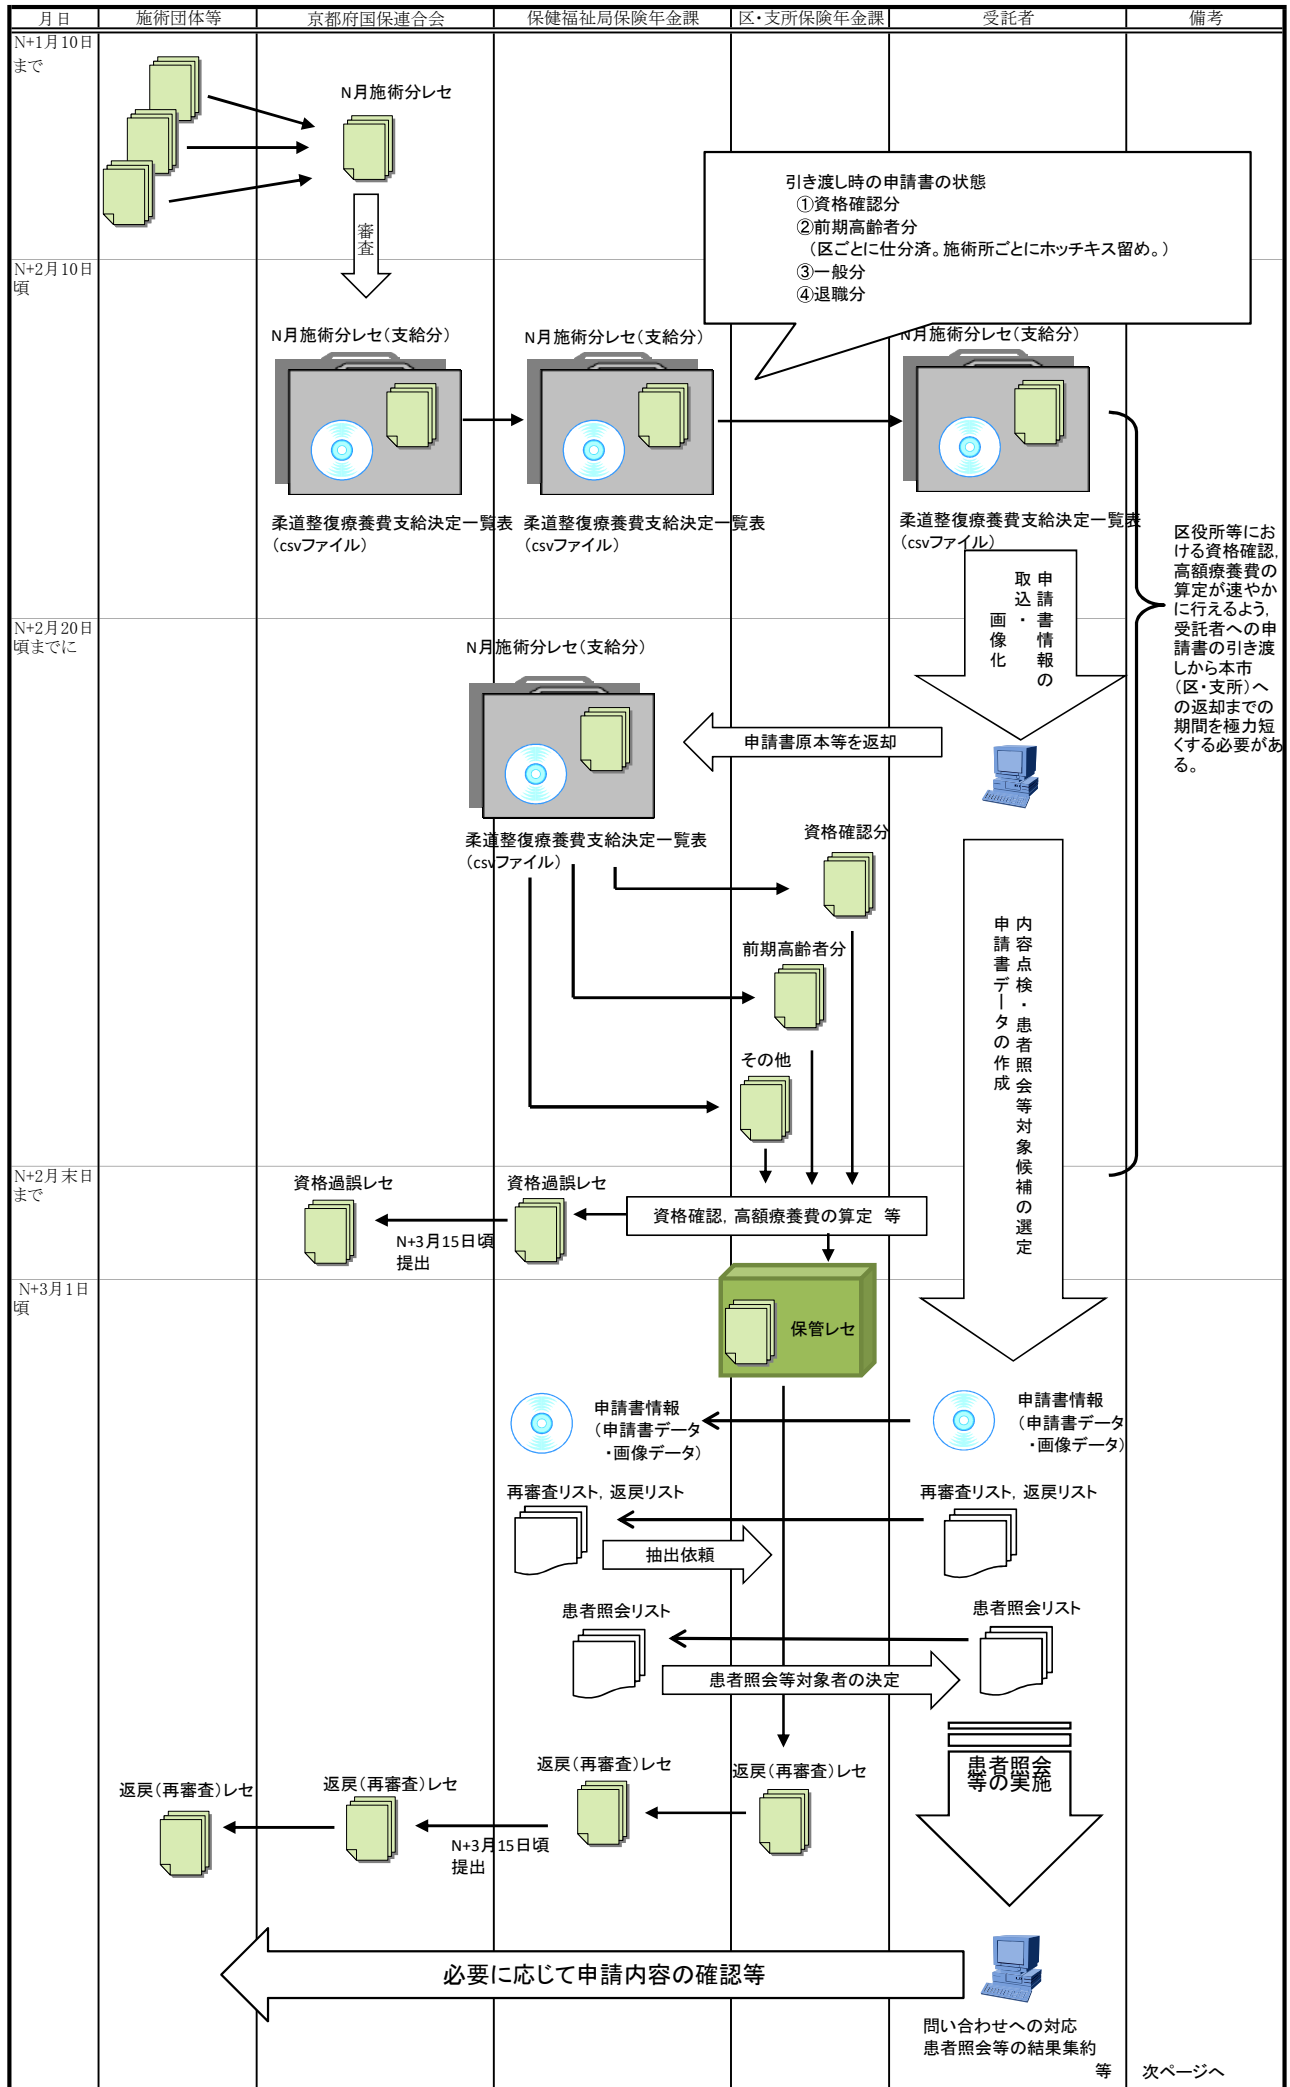 月日
施術団体等
京都府国保連合会
保健福祉局保険年金課
区・支所保険年金課
受託者
備考
N+1月10日
まで
N月施術分レセ
審査
引き渡し時の申請書の状態
①資格確認分
②前期高齢者分
（区ごとに仕分済。施術所ごとにホッチキス留め。）
③一般分
④退職分
N+2月10日
頃
N月施術分レセ（支給分）
N月施術分レセ（支給分）
N月施術分レセ（支給分）
柔道整復療養費支給決定一覧表
（csvファイル）
柔道整復療養費支給決定一覧表
（csvファイル）
柔道整復療養費支給決定一覧表
（csvファイル）
申請書情報の
取込・
画像化
区役所等にお
ける資格確認,
高額療養費の
算定が速やか
に行えるよう,
受託者への申
請書の引き渡
しから本市
（区・支所）へ
の返却までの
期間を極力短
くする必要があ
る。
N+2月20日
頃までに
N月施術分レセ（支給分）
申請書原本等を返却
柔道整復療養費支給決定一覧表
（csvファイル）
資格確認分
前期高齢者分
その他
内容点検・患者照会等対象候補の選定
申請書データの作成
N+2月末日
まで
資格過誤レセ
資格過誤レセ
資格確認, 高額療養費の算定　等
N+3月15日頃
提出
N+3月1日
頃
保管レセ
申請書情報
（申請書データ
・画像データ）
申請書情報
（申請書データ
・画像データ）
再審査リスト, 返戻リスト
再審査リスト, 返戻リスト
抽出依頼
患者照会リスト
患者照会リスト
患者照会等対象者の決定
患者照会
等の実施
返戻（再審査）レセ
返戻（再審査）レセ
返戻（再審査）レセ
返戻（再審査）レセ
N+3月15日頃
提出
必要に応じて申請内容の確認等
問い合わせへの対応
患者照会等の結果集約
等
次ページへ